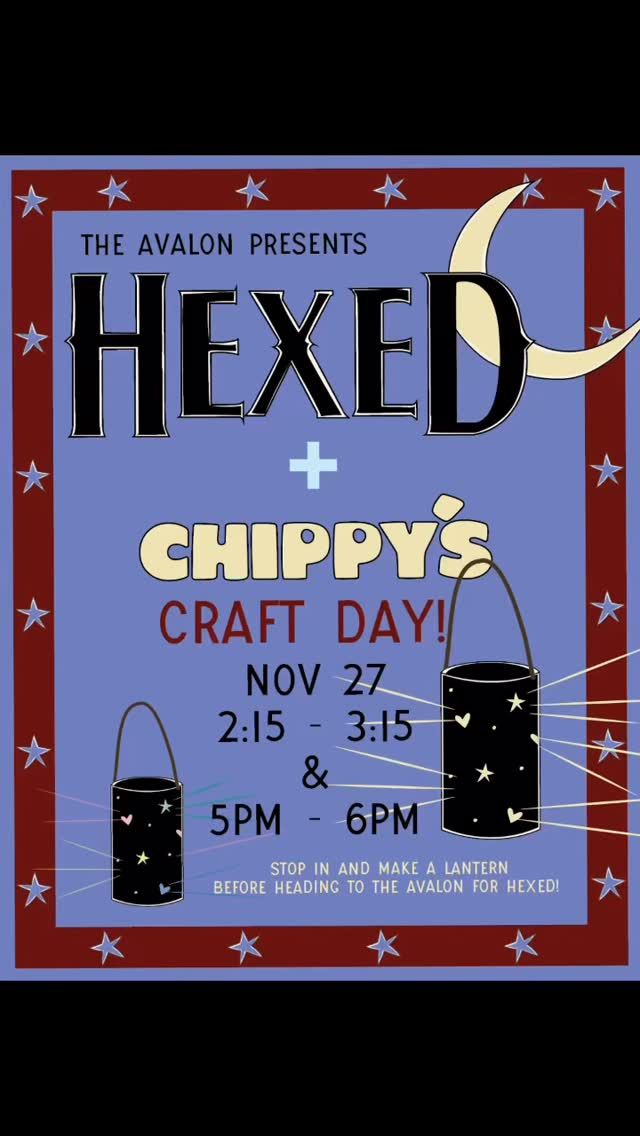 THE AVALON PRESENTS
HEXED
+
CHIPPY'S
CRAFT DAY!
NOV 27
2:15 - 3:15
&
5PM - 6PM
STOP IN AND MAKE A LANTERN
BEFORE HEADING TO THE AVALON FOR HEXED!